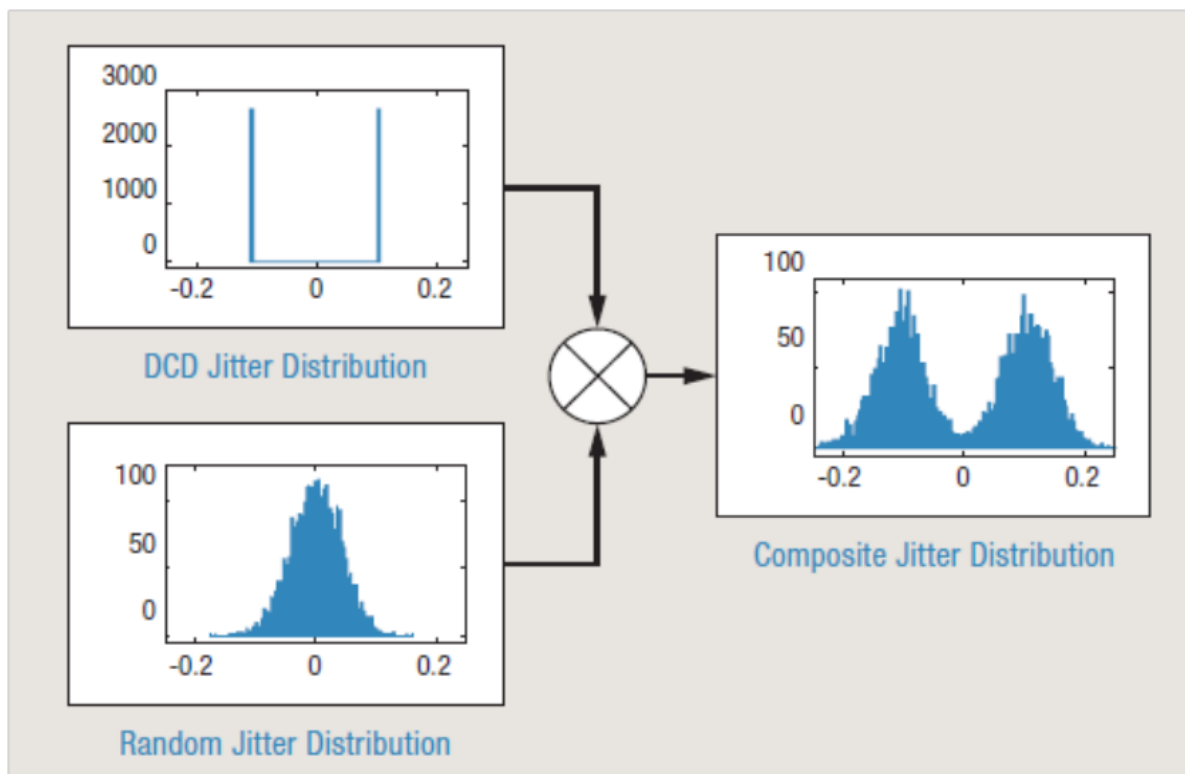 3000
2000
1000
0
-0.2 0 0.2
DCD Jitter Distribution
100
50
0
-0.2 0 0.2
Random Jitter Distribution
100
50
0
-0.2 0 0.2
Composite Jitter Distribution